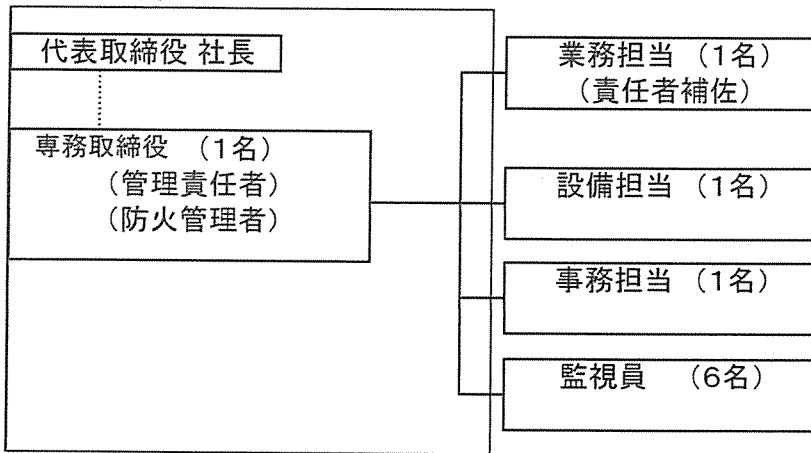 代表取締役 社長
専務取締役 （1名）
（管理責任者）
（防火管理者）
業務担当 （1名）
（責任者補佐）
設備担当 （1名）
事務担当 （1名）
監視員 （6名）